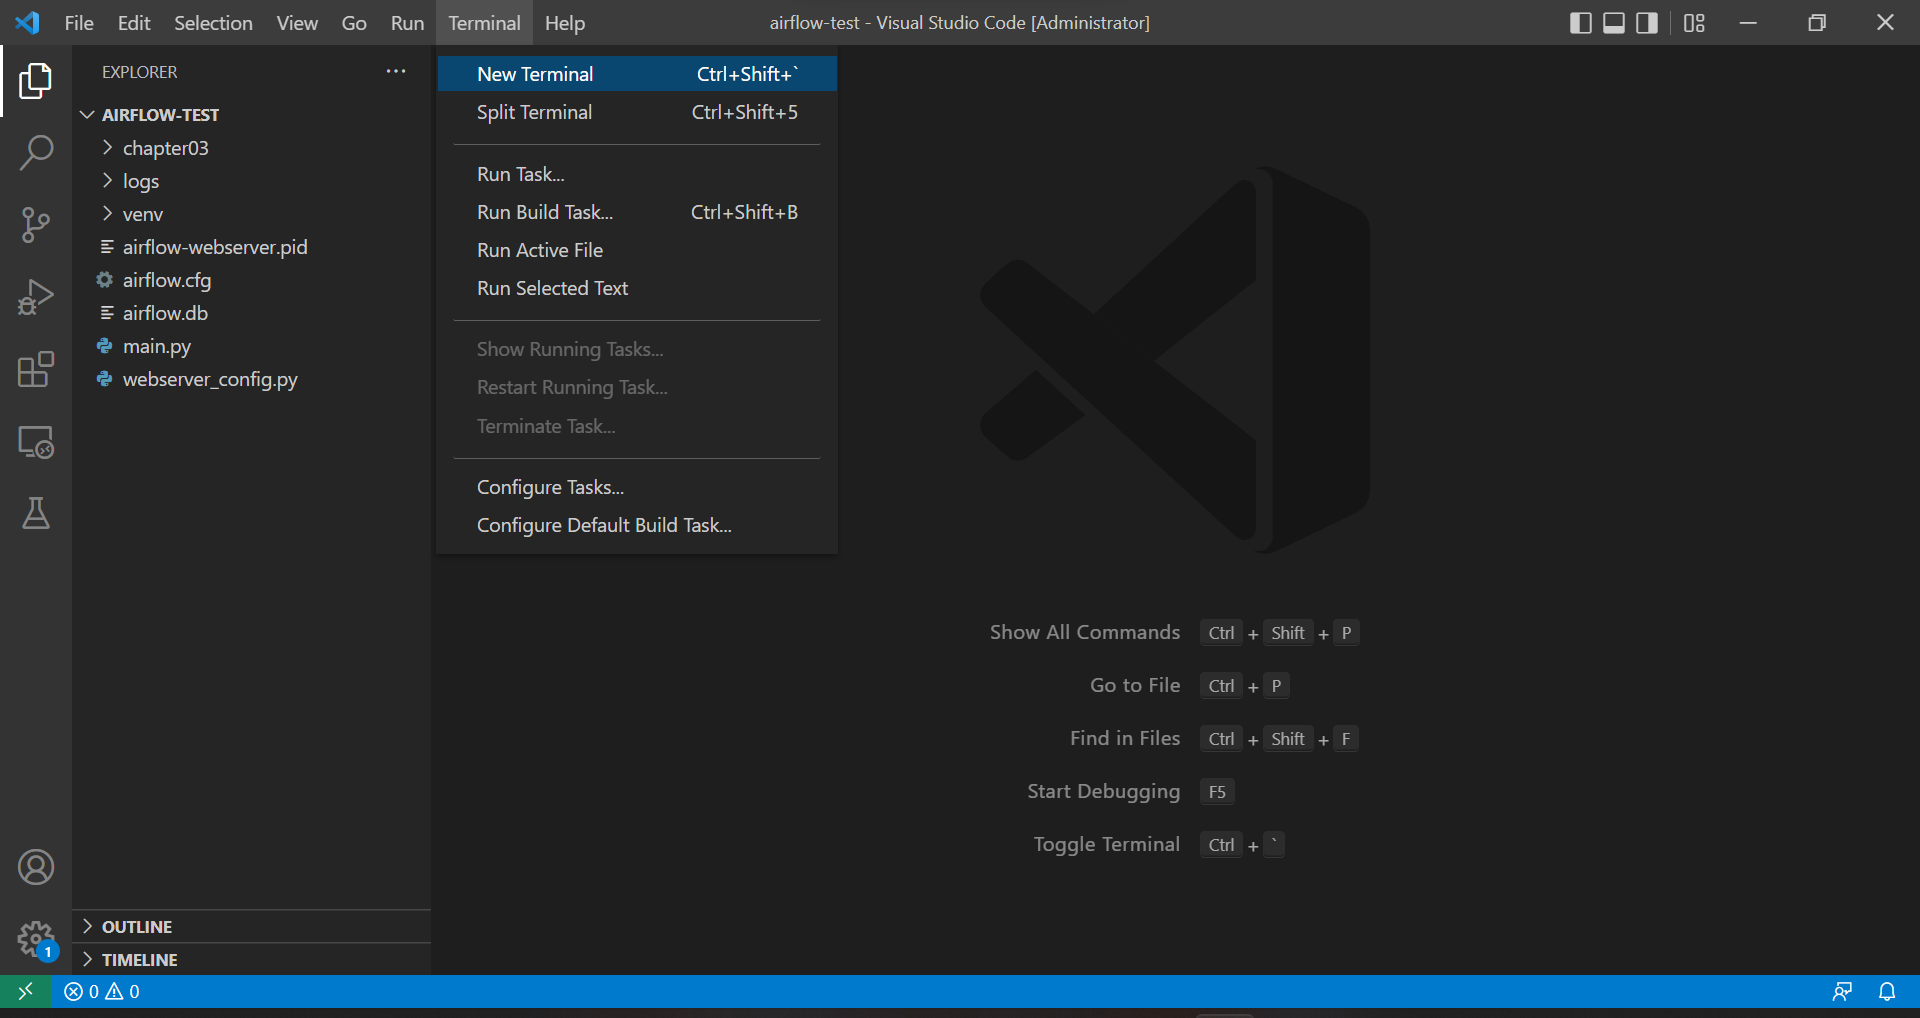 File Edit Selection View Go Run Terminal Help airflow-test - Visual Studio Code [Administrator]
EXPLORER
AIRFLOW-TEST
chapter03
logs
venv
airflow-webserver.pid
airflow.cfg
airflow.db
main.py
webserver_config.py
OUTLINE
TIMELINE
New Terminal Ctrl+Shift+`
Split Terminal Ctrl+Shift+5
Run Task...
Run Build Task... Ctrl+Shift+B
Run Active File
Run Selected Text
Show Running Tasks...
Restart Running Task...
Terminate Task...
Configure Tasks...
Configure Default Build Task...
Show All Commands Ctrl + Shift + P
Go to File Ctrl + P
Find in Files Ctrl + Shift + F
Start Debugging F5
Toggle Terminal Ctrl + `
1
0 0